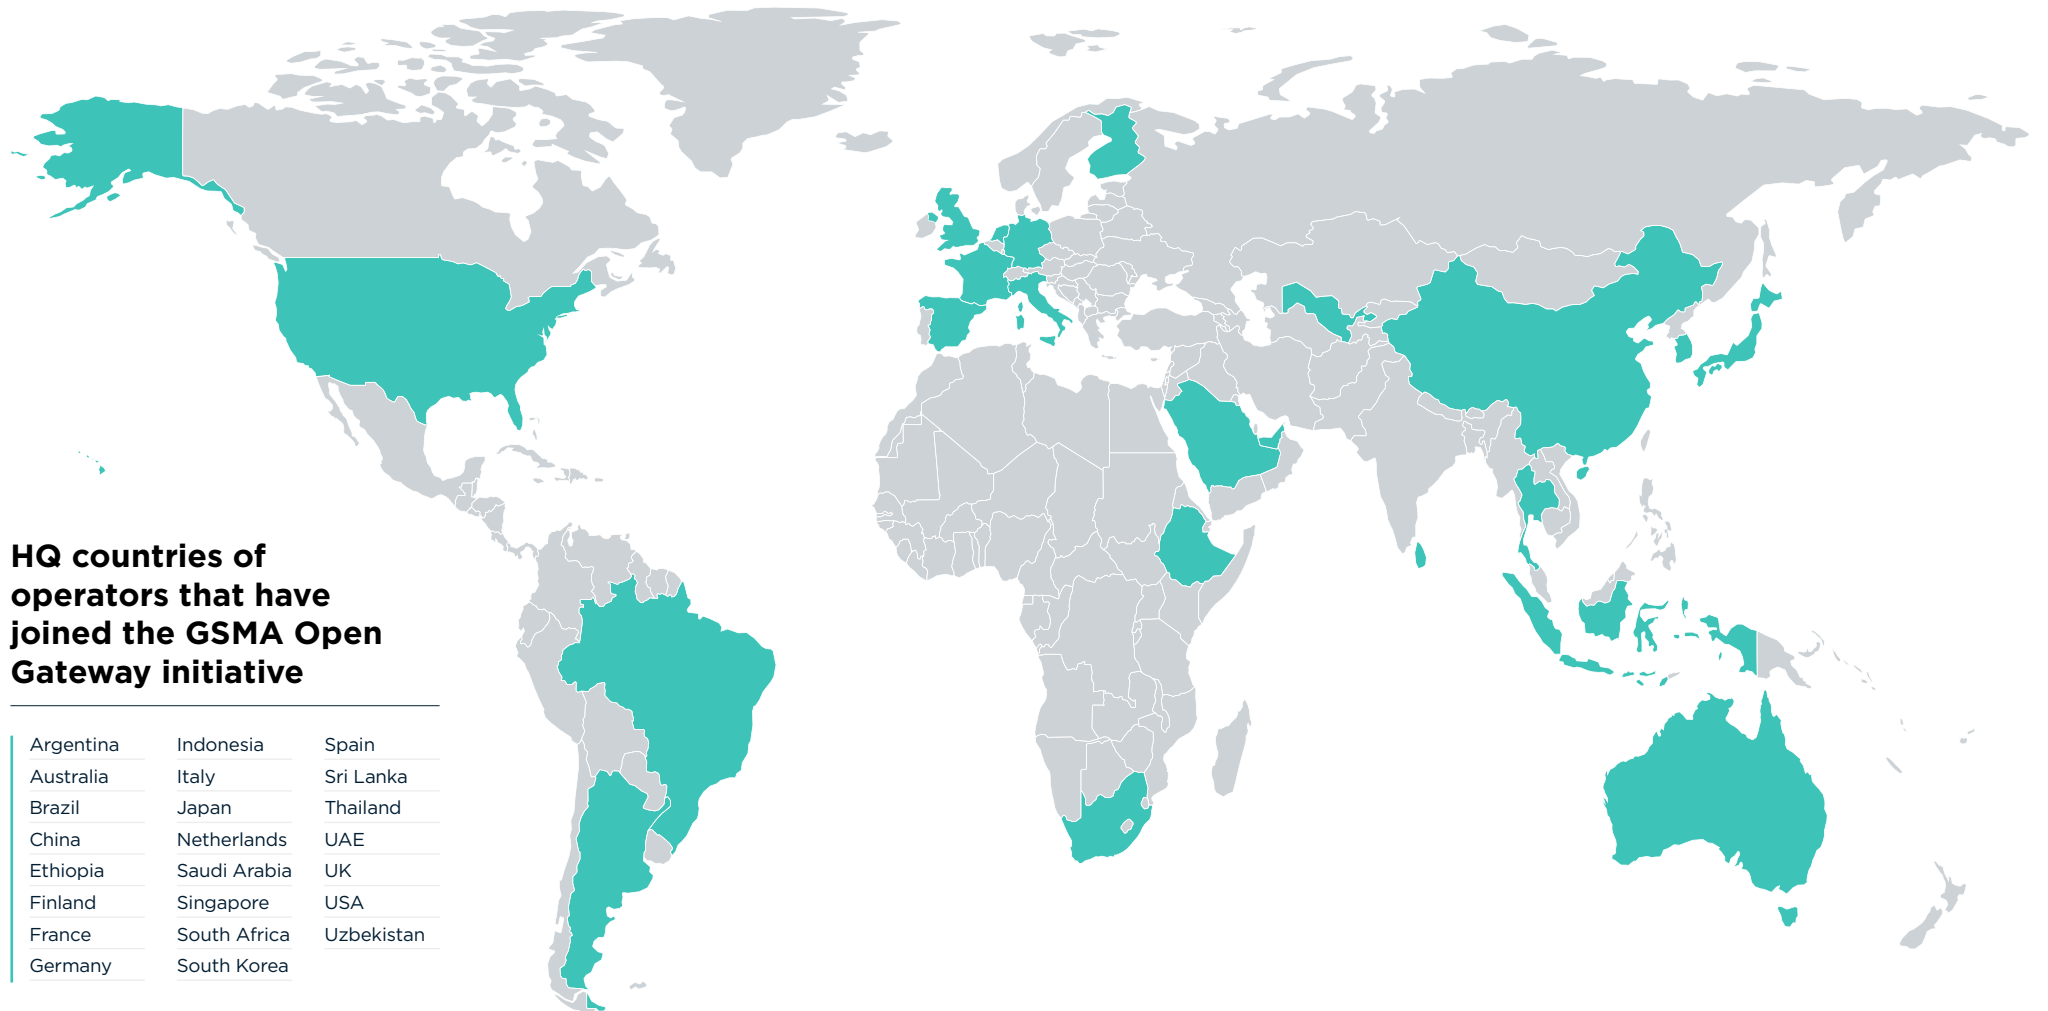 HQ countries of
operators that have
joined the GSMA Open
Gateway initiative
Argentina
Australia
Brazil
China
Ethiopia
Finland
France
Germany
Indonesia
Italy
Japan
Netherlands
Saudi Arabia
Singapore
South Africa
South Korea
Spain
Sri Lanka
Thailand
UAE
UK
USA
Uzbekistan